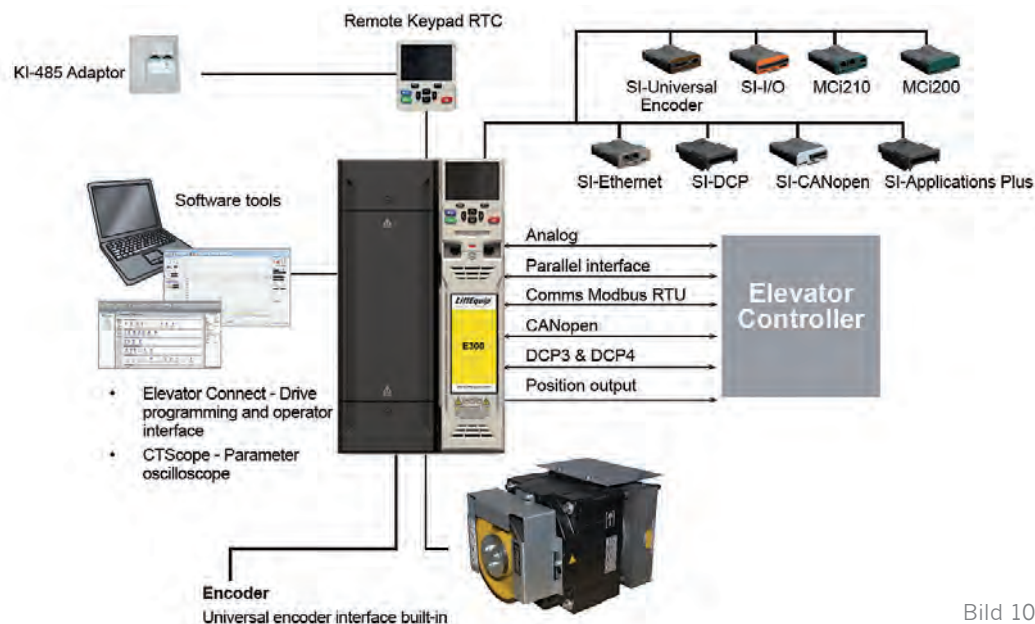 Remote Keypad RTC
KI-485 Adaptor
SI-Universal
Encoder
SI-I/O
MCi210
MCi200
SI-Ethernet
SI-DCP
SI-CANopen
SI-Applications Plus
Software tools
LiftEquip
E300
Analog
Parallel interface
Comms Modbus RTU
CANopen
DCP3 & DCP4
Position output
Elevator
Controller
• Elevator Connect - Drive
programming and operator
interface
• CTScope - Parameter
oscilloscope
Encoder
Universal encoder interface built-in
Bild 10